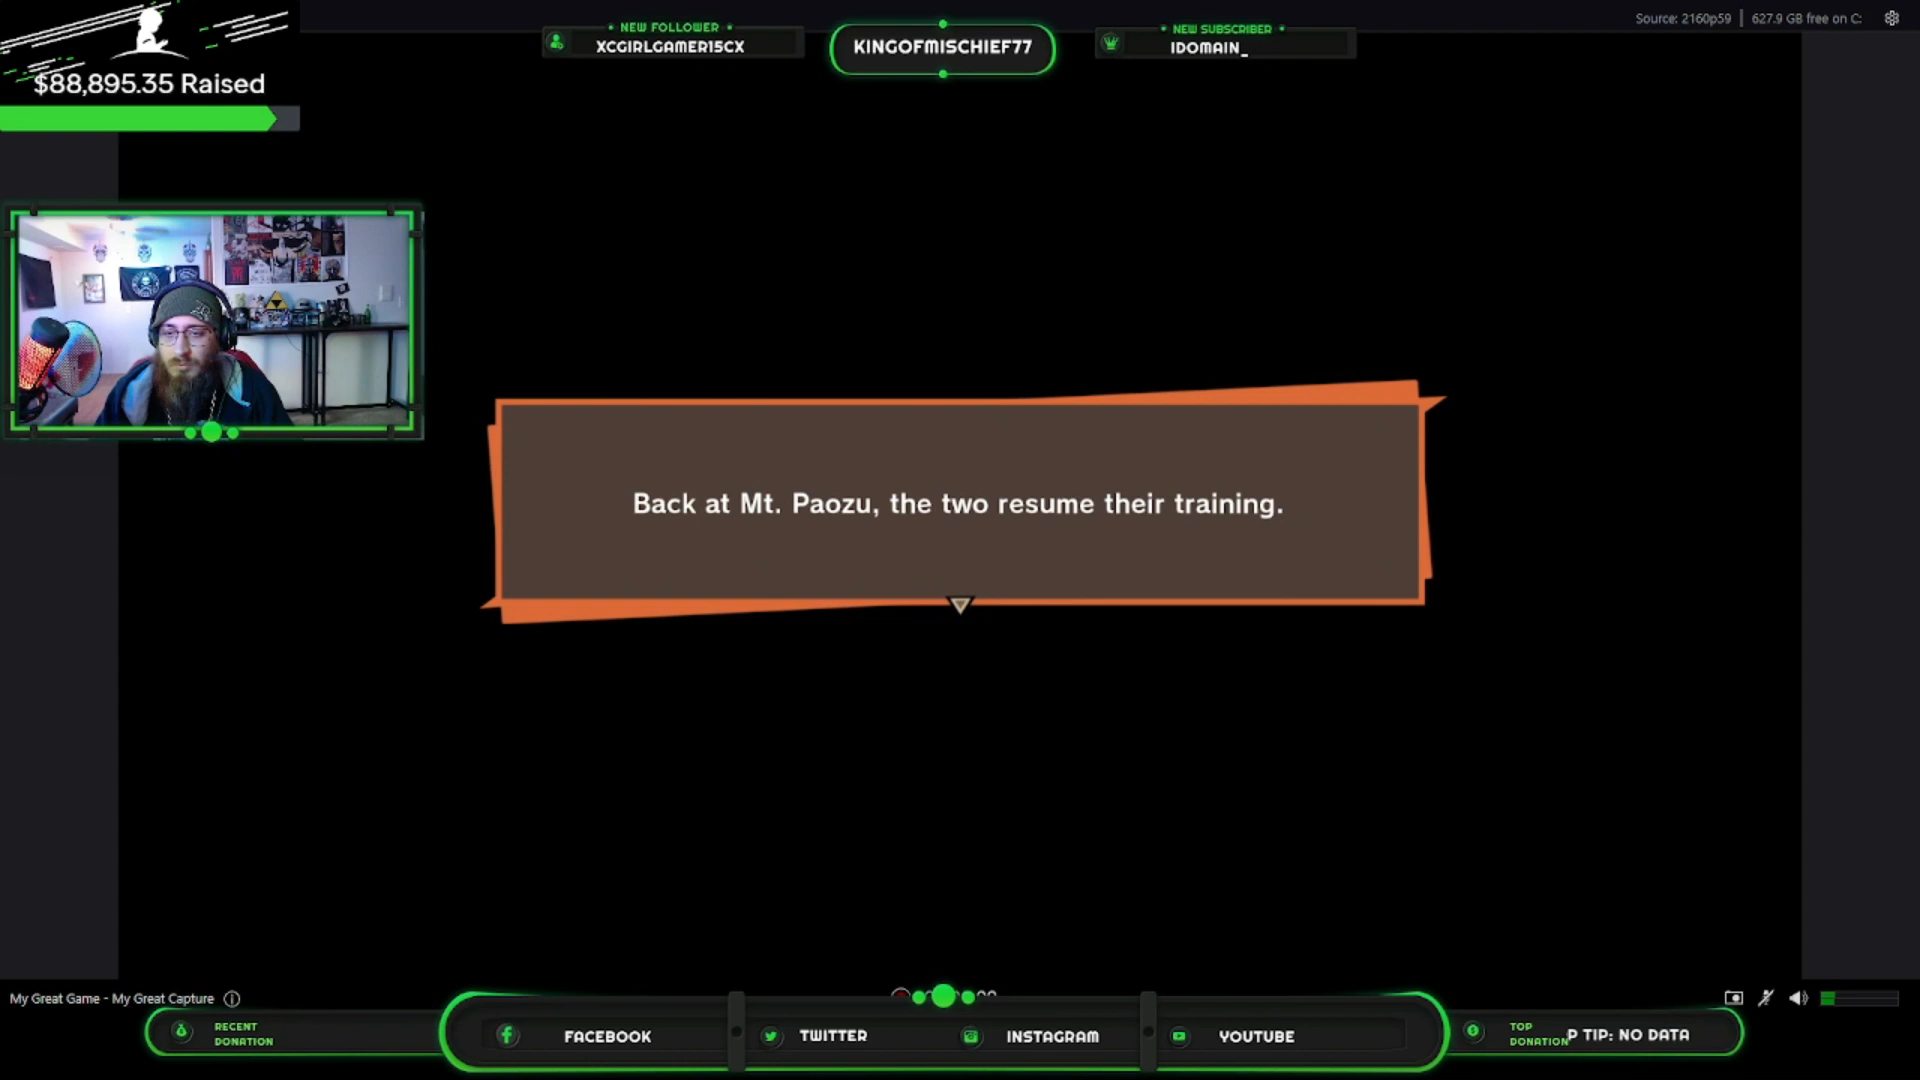 Source: 2160p59 | 627.9 GB free on C:
NEW FOLLOWER
XCGIRLGAMER15CX
KINGOFMISCHIEF77
NEW SUBSCRIBER
IDOMAIN_
$88,895.35 Raised
Back at Mt. Paozu, the two resume their training.
My Great Game - My Great Capture
RECENT
DONATION
FACEBOOK
TWITTER
INSTAGRAM
YOUTUBE
TOP
DONATION
P TIP: NO DATA